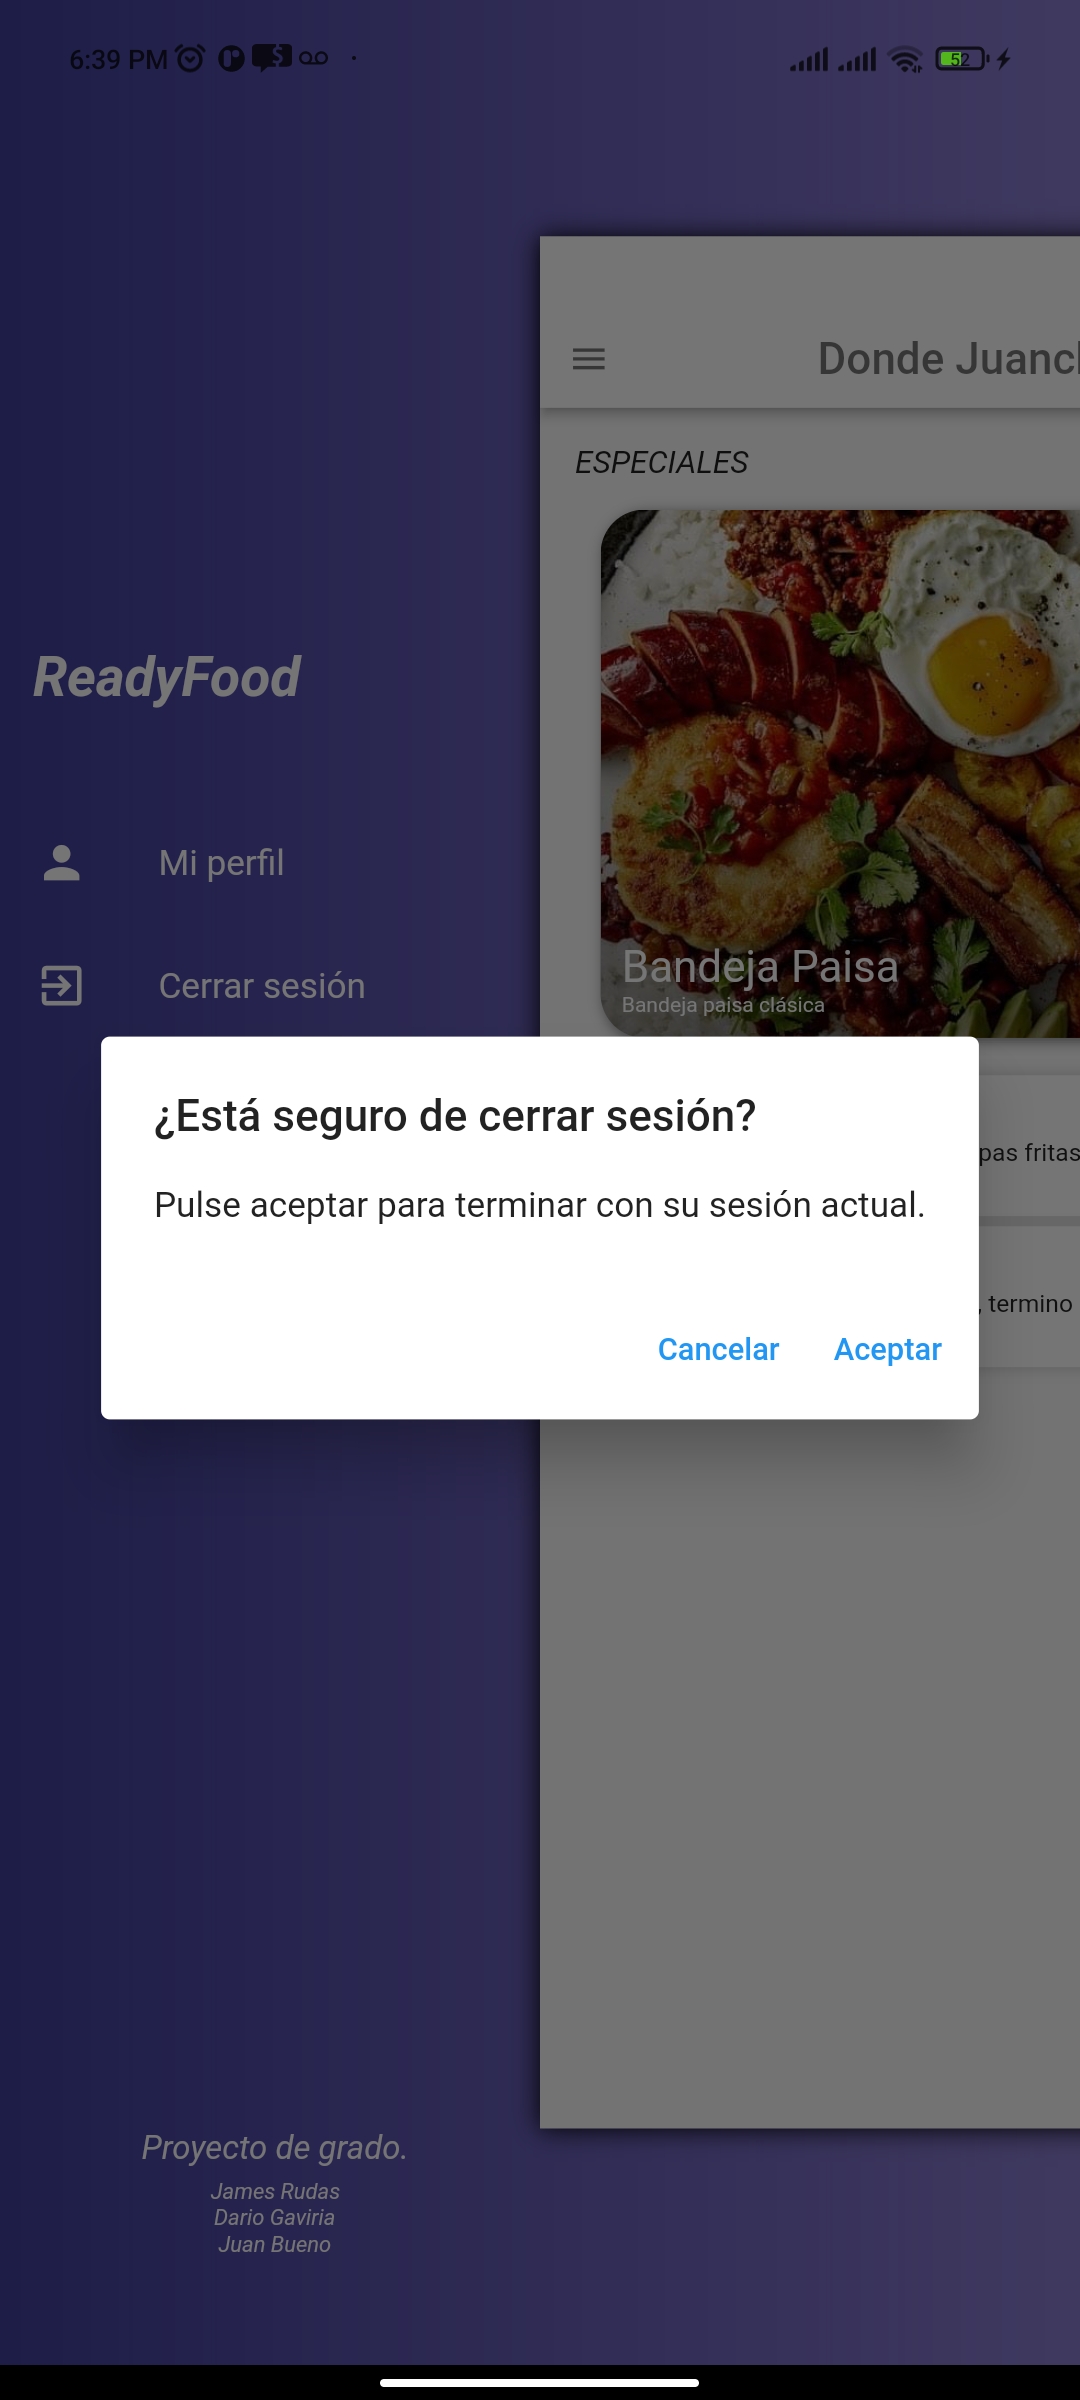 6:39 PM
52
Donde Juancl
ESPECIALES
ReadyFood
Mi perfil
Bandeja Paisa
Cerrar sesión
Bandeja paisa clásica
¿Está seguro de cerrar sesión?
pas fritas
Pulse aceptar para terminar con su sesión actual.
, termino
Cancelar Aceptar
Proyecto de grado.
James Rudas
Dario Gaviria
Juan Bueno